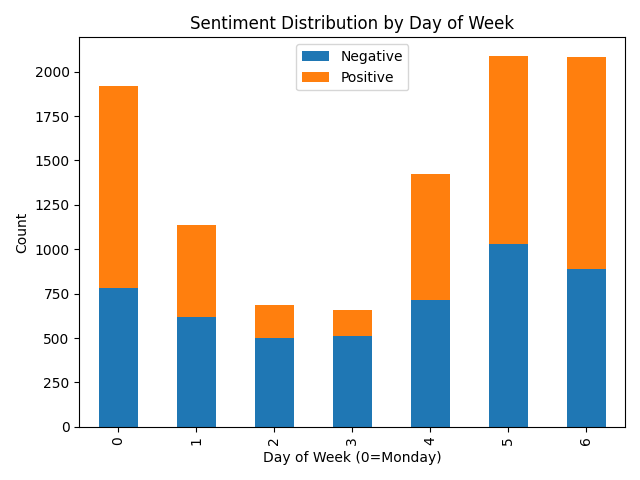 Sentiment Distribution by Day of Week
Negative
Positive
2000
1750
1500
1250
1000
750
500
250
0
Count
0 1 2 3 4 5 6
Day of Week (0=Monday)